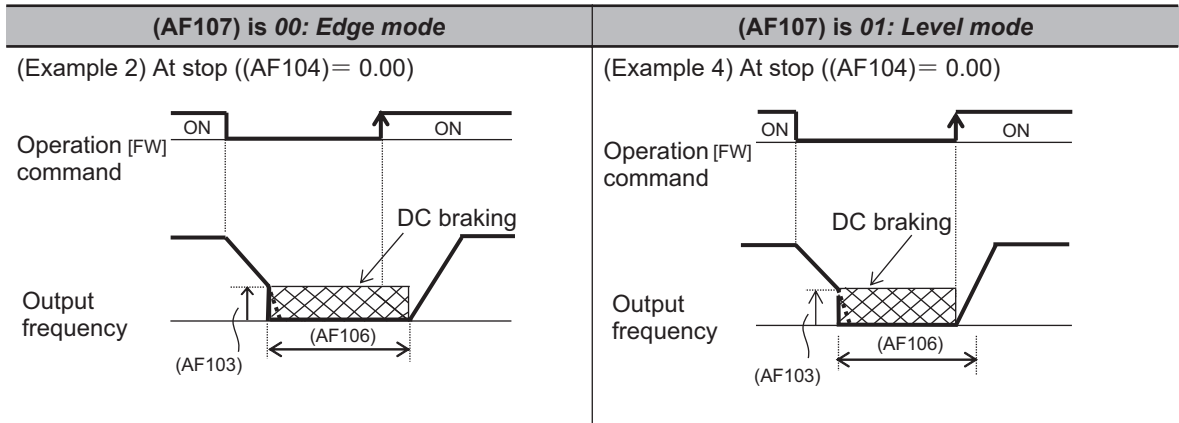 (AF107) is 00: Edge mode
(AF107) is 01: Level mode
(Example 2) At stop ((AF104)= 0.00)
ON
ON
Operation [FW]
command
DC braking
Output
frequency
(AF106)
(AF103)
(Example 4) At stop ((AF104)= 0.00)
ON
ON
Operation [FW]
command
DC braking
Output
frequency
(AF106)
(AF103)